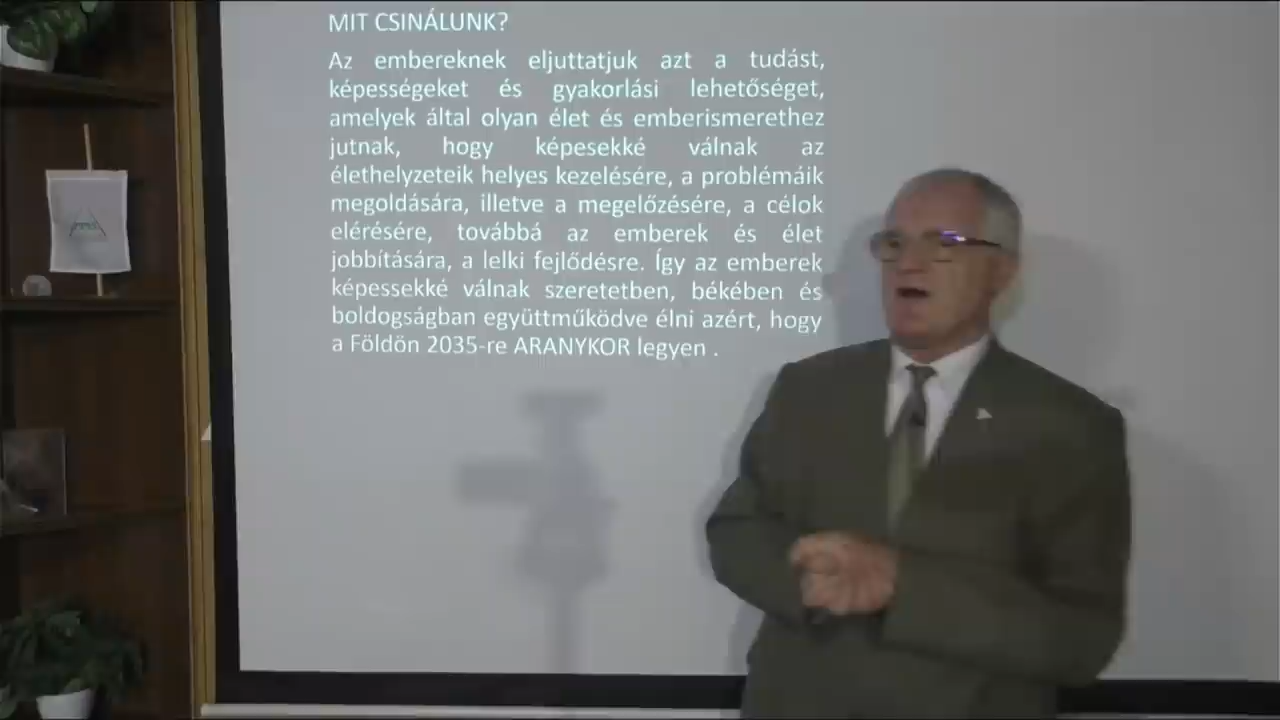 MIT CSINÁLUNK?
Az embereknek eljuttatjuk azt a tudást,
képességeket és gyakorlási lehetőséget,
amelyek által olyan élet és emberismerethez
jutnak, hogy képesekké válnak az
élethelyzeteik helyes kezelésére, a problémáik
megoldására, illetve a megelőzésére, a célok
elérésére, továbbá az emberek és élet
jobbítására, a lelki fejlődésre. Így az emberek
képessekké válnak szeretetben, békében és
boldogságban együttműködve élni azért, hogy
a Földön 2035-re ARANYKOR legyen .